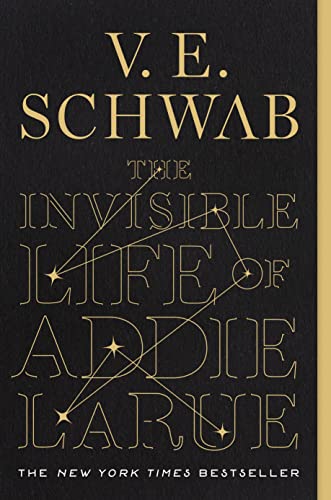 V. E.
SCHWAB
THE
INVISIBLE
LIFE OF
ADDIE
LARUE
THE NEW YORK TIMES BESTSELLER